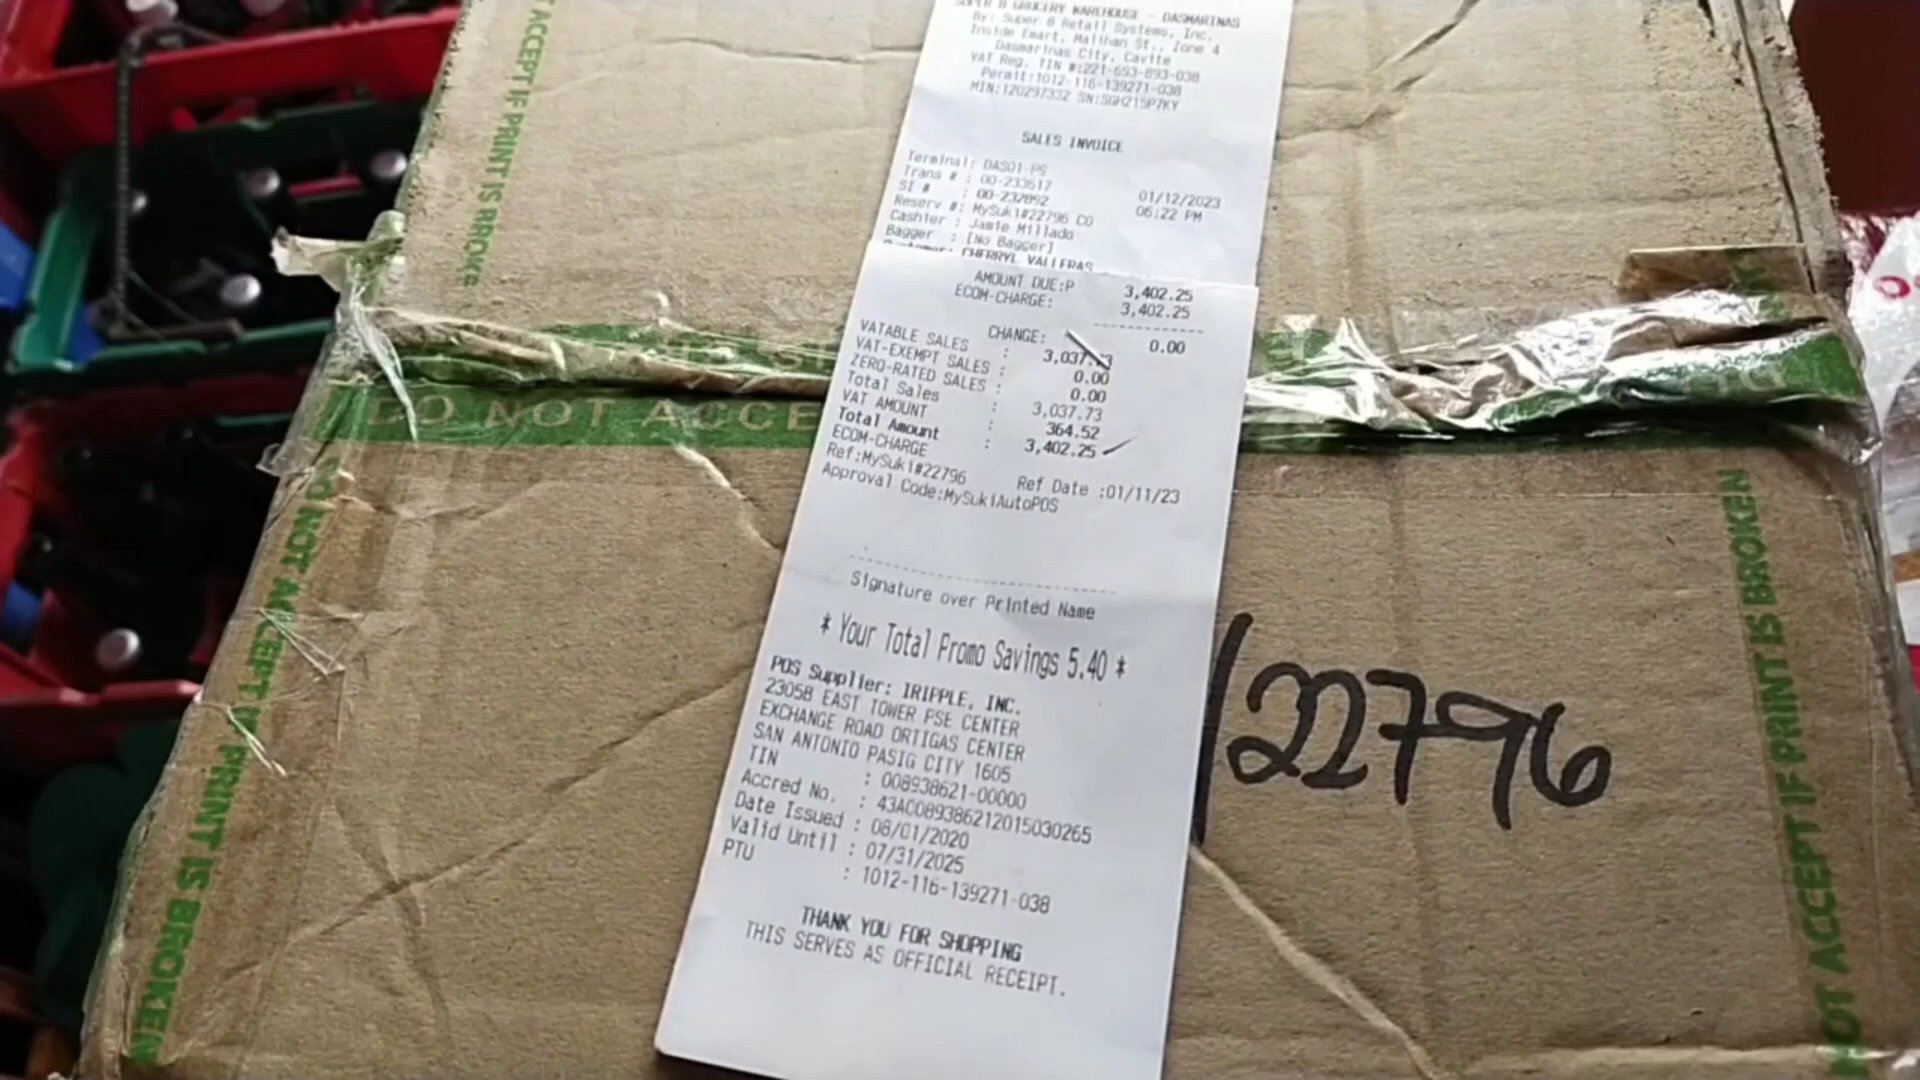 SUPER 8 GROCERY WAREHOUSE - DASMARINAS
By: Super 8 Retail Systems, Inc.
Inside Emart, Malihan St., Zone 4
Dasmarinas City, Cavite
VAT Reg. TIN #:221-693-893-038
Permit:1012-116-139271-038
MIN:120297332 SN:SGH215P7KY
SALES INVOICE
Terminal: DAS01-PS
Trans # : 00-233617
SI # : 00-232892 01/12/2023
Reserv #: MySuki#22796 CO 06:22 PM
Cashier : Jamie Millado
Bagger : [No Bagger]
Customer: CHERRYL VALLERAS
AMOUNT DUE:P 3,402.25
ECOM-CHARGE: 3,402.25
CHANGE: 0.00
VATABLE SALES : 3,037.73
VAT-EXEMPT SALES : 0.00
ZERO-RATED SALES : 0.00
Total Sales : 3,037.73
VAT AMOUNT : 364.52
Total Amount : 3,402.25
ECOM-CHARGE
Ref:MySuki#22796 Ref Date :01/11/23
Approval Code:MySukiAutoPOS
Signature over Printed Name
* Your Total Promo Savings 5.40 *
POS Supplier: IRIPPLE, INC.
2305B EAST TOWER PSE CENTER
EXCHANGE ROAD ORTIGAS CENTER
SAN ANTONIO PASIG CITY 1605
TIN : 008938621-00000
Accred No. : 43AC089386212015030265
Date Issued : 08/01/2020
Valid Until : 07/31/2025
PTU : 1012-116-139271-038
THANK YOU FOR SHOPPING
THIS SERVES AS OFFICIAL RECEIPT.
/22796
T ACCEPT IF PRINT IS BROKE
DO NOT ACCE
DO NOT ACCEPT IF PRINT IS BROKEN
NOT ACCEPT IF PRINT IS BROKEN